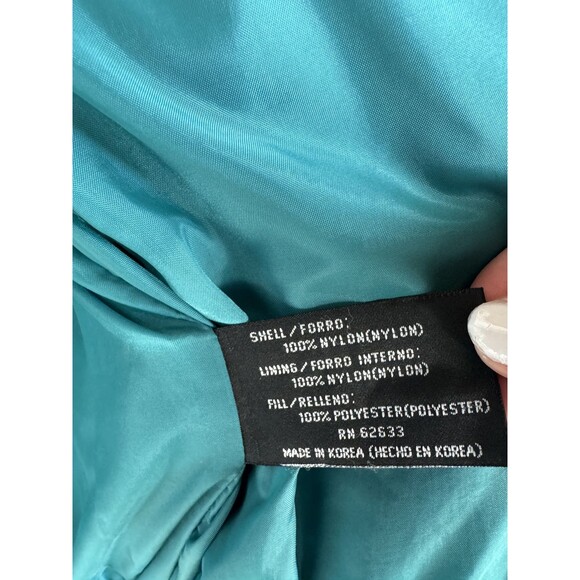 SHELL/FORRO:
100% NYLON(NYLON)
LINING/FORRO INTERNO:
100% NYLON(NYLON)
FILL/RELLENO:
100% POLYESTER(POLYESTER)
RN 62633
MADE IN KOREA (HECHO EN KOREA)